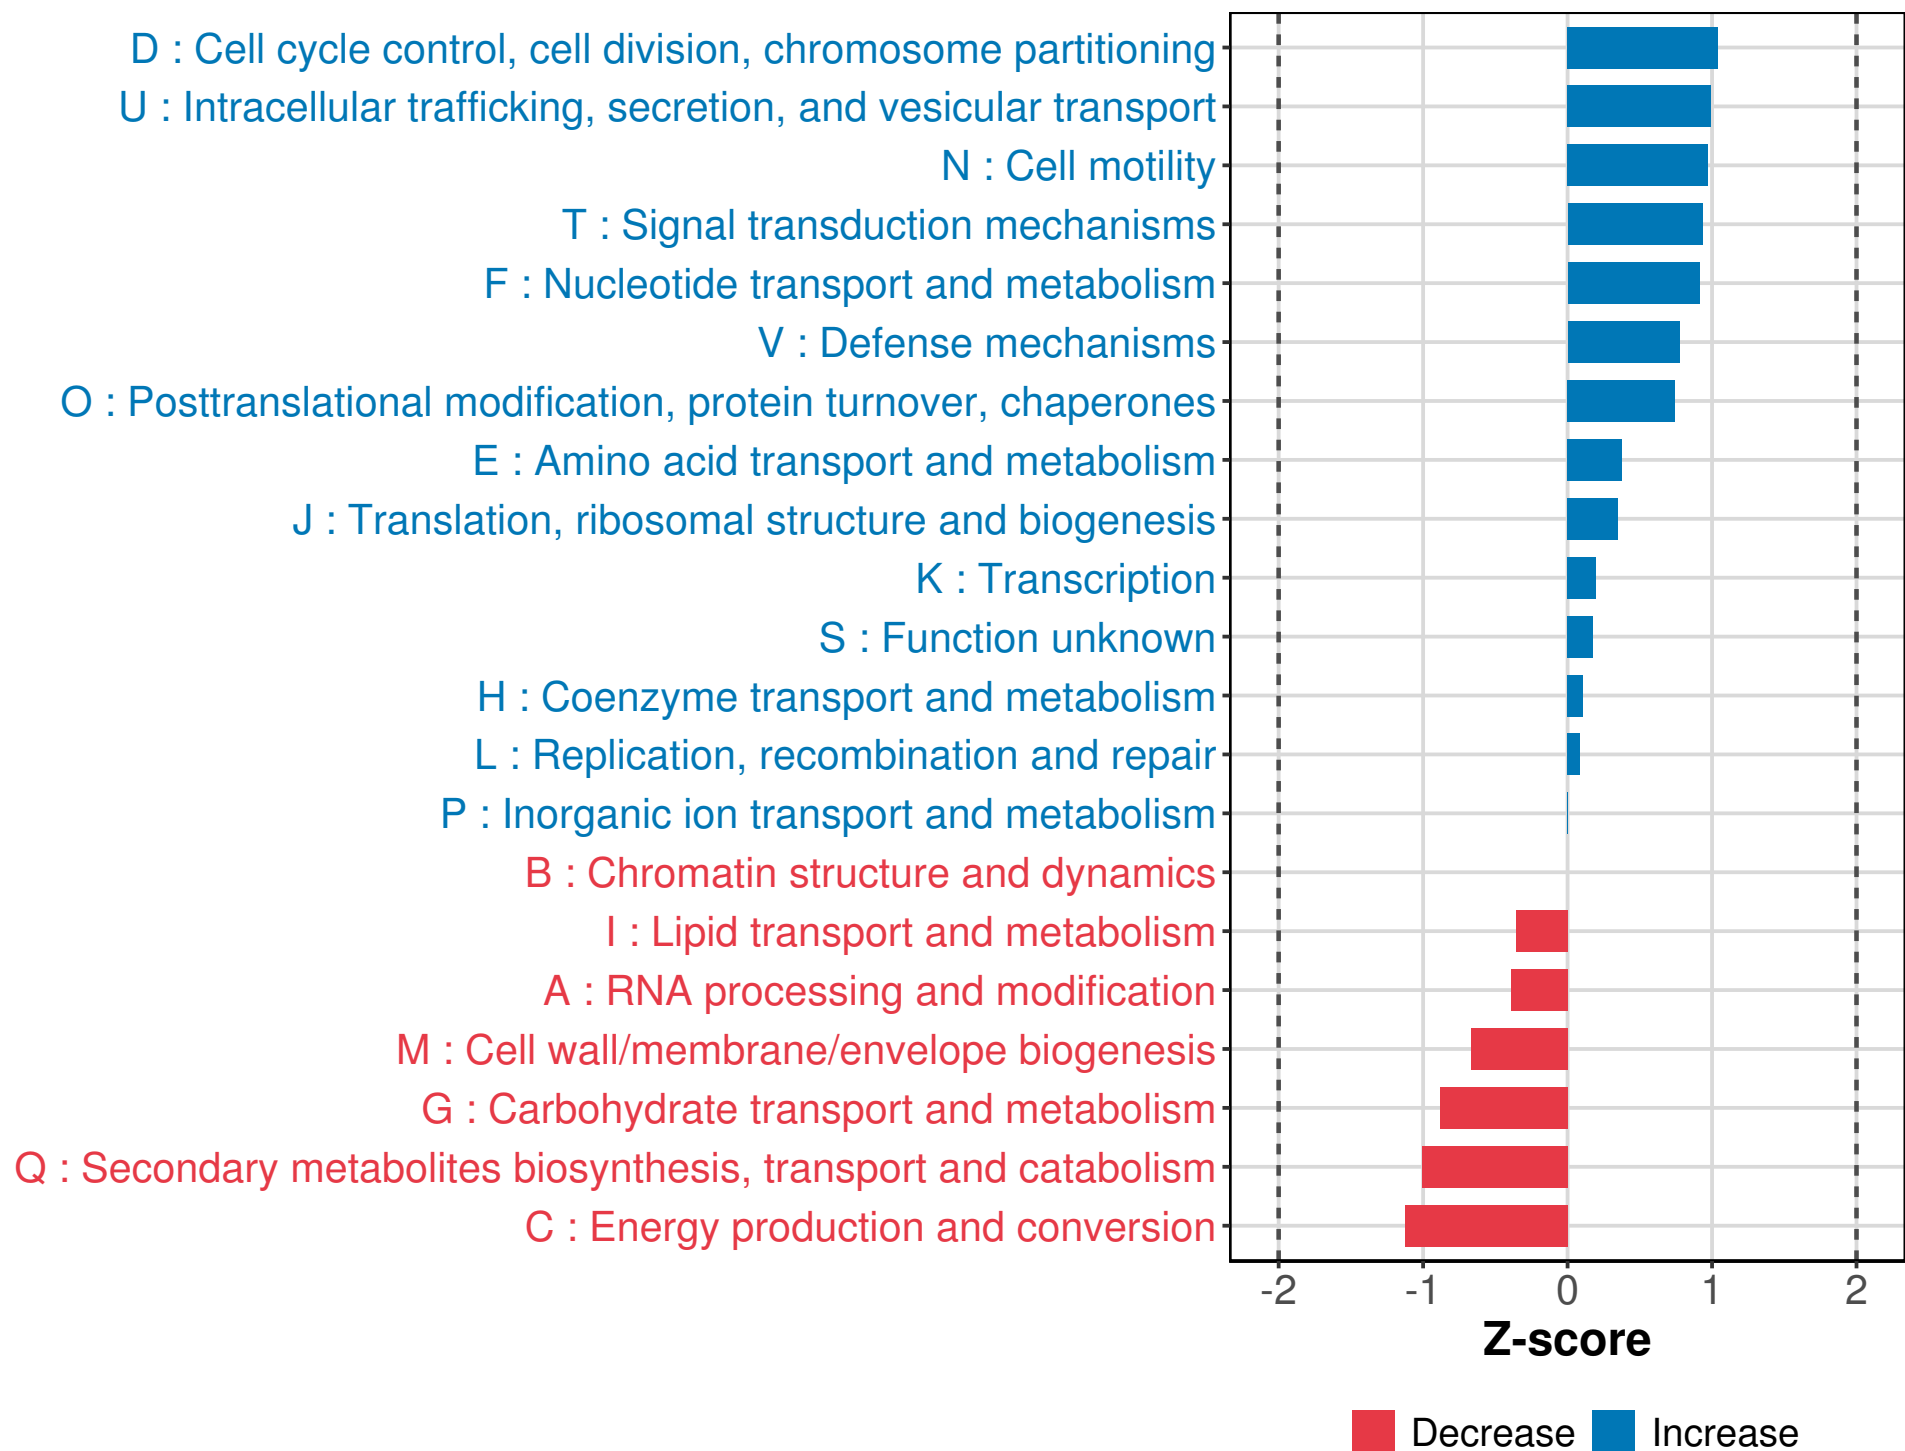 D : Cell cycle control, cell division, chromosome partitioning
U : Intracellular trafficking, secretion, and vesicular transport
N : Cell motility
T : Signal transduction mechanisms
F : Nucleotide transport and metabolism
V : Defense mechanisms
O : Posttranslational modification, protein turnover, chaperones
E : Amino acid transport and metabolism
J : Translation, ribosomal structure and biogenesis
K : Transcription
S : Function unknown
H : Coenzyme transport and metabolism
L : Replication, recombination and repair
P : Inorganic ion transport and metabolism
B : Chromatin structure and dynamics
I : Lipid transport and metabolism
A : RNA processing and modification
M : Cell wall/membrane/envelope biogenesis
G : Carbohydrate transport and metabolism
Q : Secondary metabolites biosynthesis, transport and catabolism
C : Energy production and conversion
-2 -1 0 1 2
Z-score
Decrease Increase